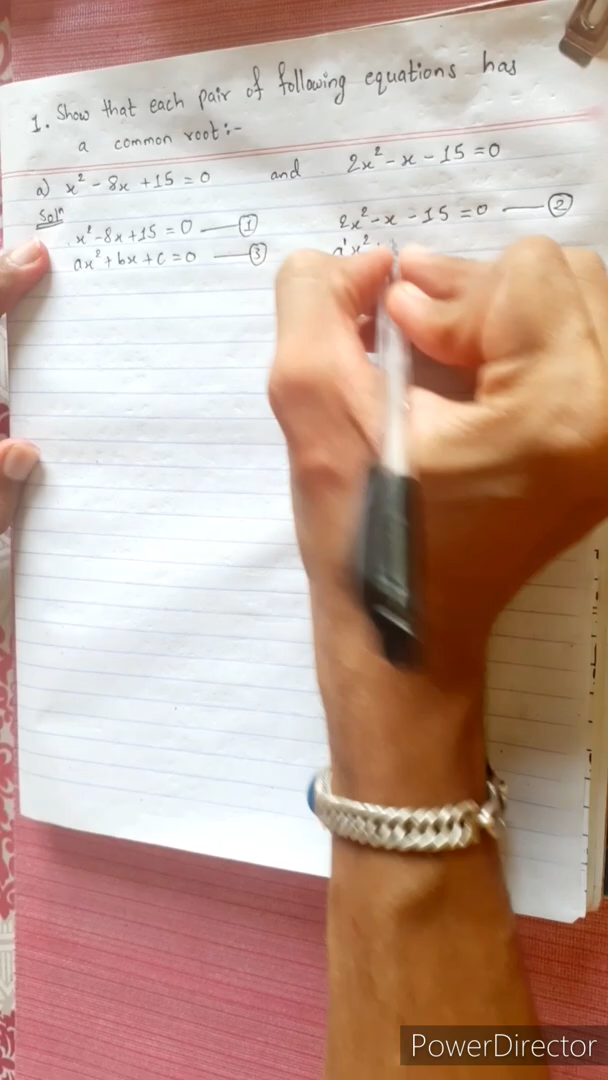 1. Show that each pair of following equations has
a common root:-
a) x² - 8x + 15 = 0 and 2x² - x - 15 = 0
Solⁿ
x² - 8x + 15 = 0 — ① 2x² - x - 15 = 0 — ②
ax² + bx + c = 0 — ③ a'x²
PowerDirector